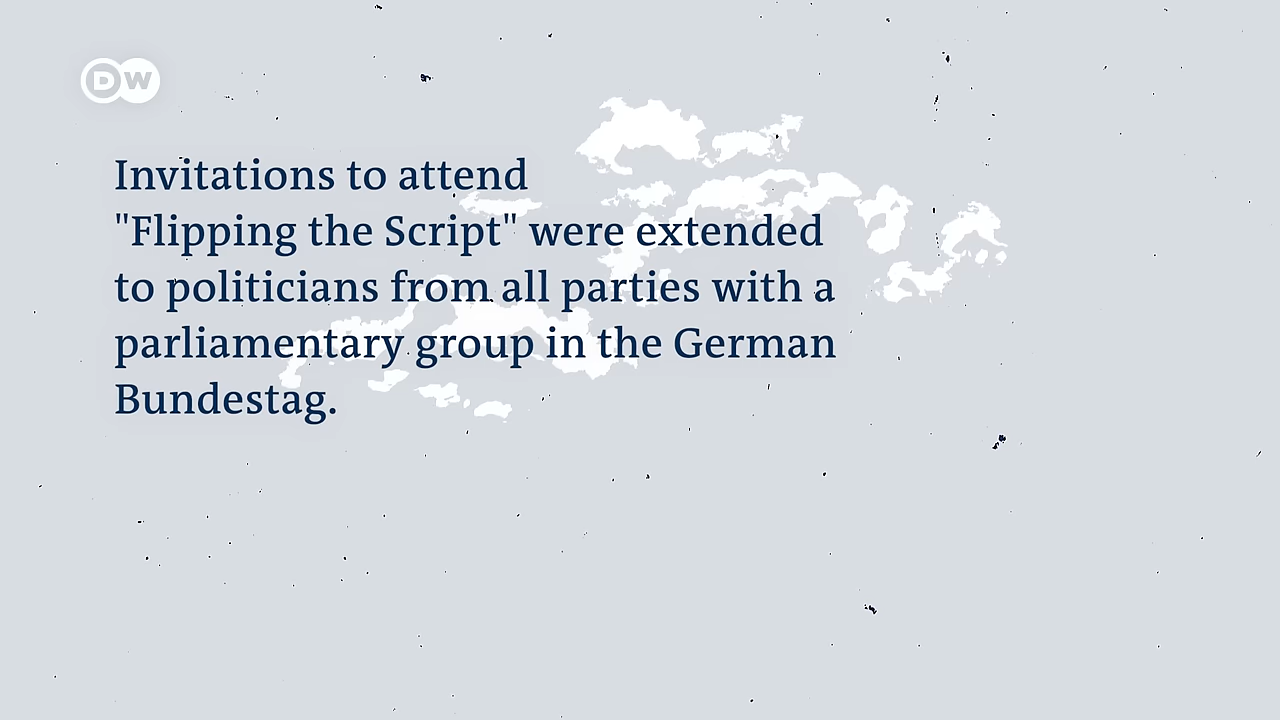 DW
Invitations to attend
"Flipping the Script" were extended
to politicians from all parties with a
parliamentary group in the German
Bundestag.